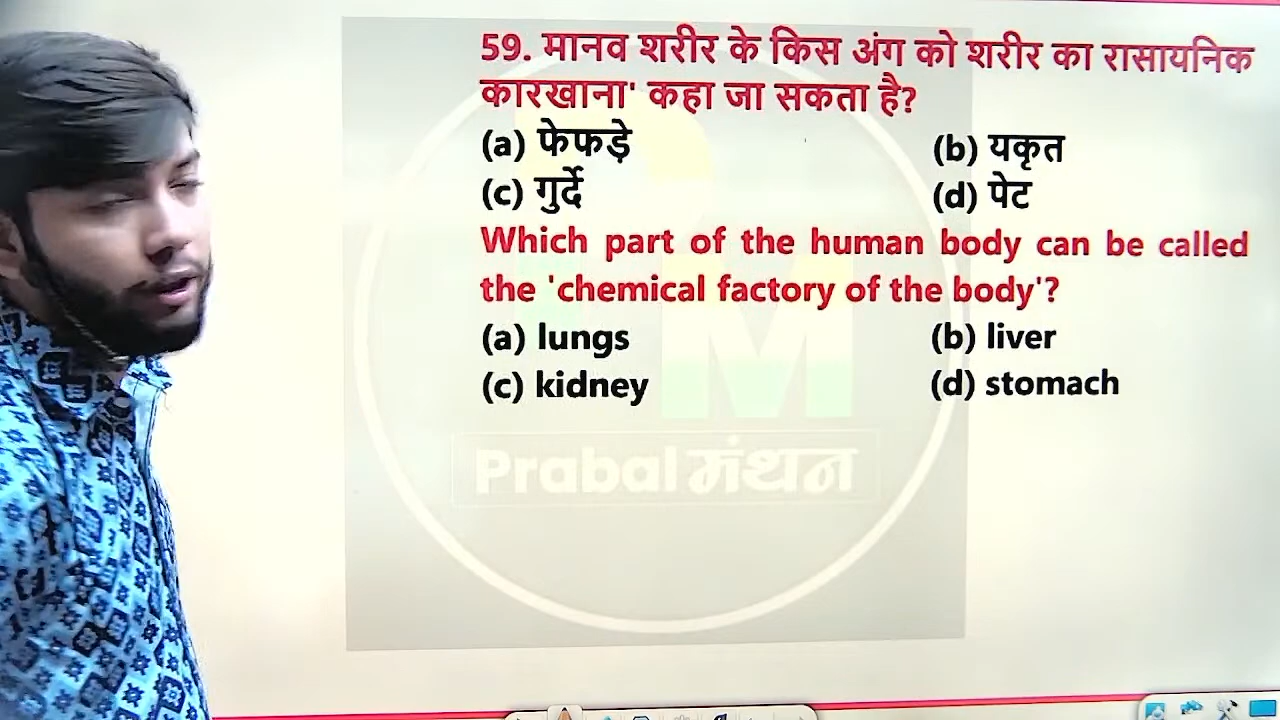 59. मानव शरीर के किस अंग को शरीर का रासायनिक
कारखाना' कहा जा सकता है?
(a) फेफड़े (b) यकृत
(c) गुर्दे (d) पेट
Which part of the human body can be called
the 'chemical factory of the body'?
(a) lungs (b) liver
(c) kidney (d) stomach
Prabal मंथन